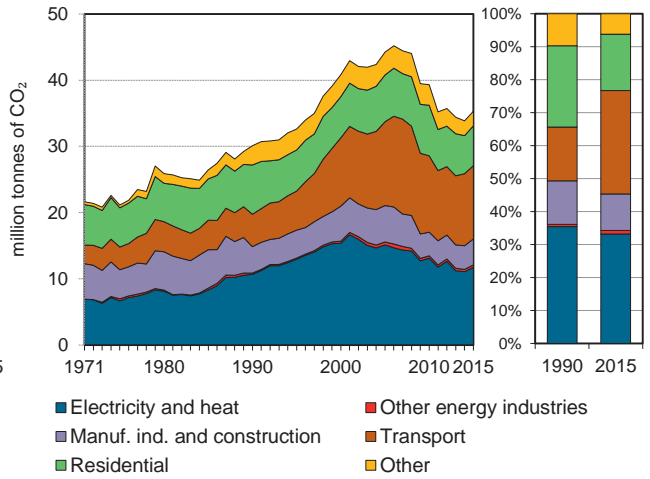 million tonnes of CO2
50
40
30
20
10
0
1971 1980 1990 2000 2010 2015
5
100%
90%
80%
70%
60%
50%
40%
30%
20%
10%
0%
1990 2015
Electricity and heat
Other energy industries
Manuf. ind. and construction
Transport
Residential
Other